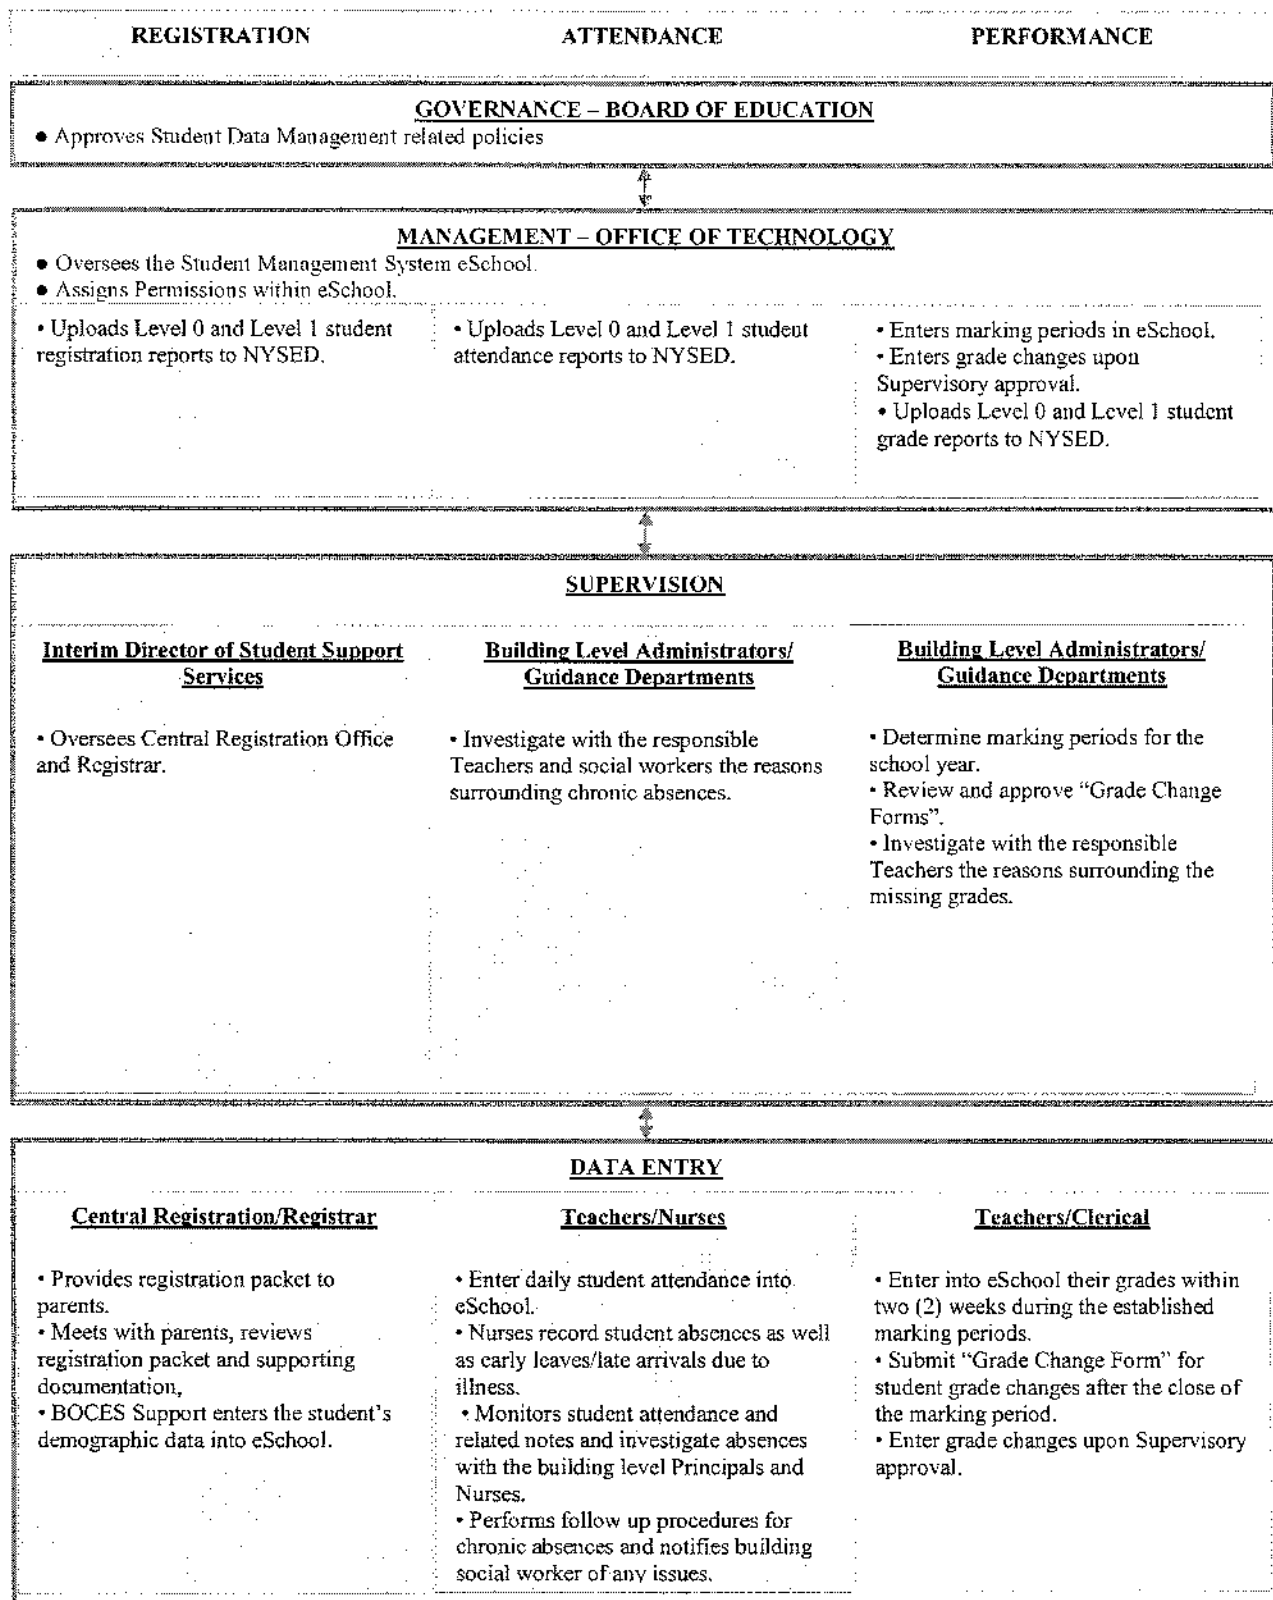 REGISTRATION ATTENDANCE PERFORMANCE
GOVERNANCE – BOARD OF EDUCATION
● Approves Student Data Management related policies
MANAGEMENT – OFFICE OF TECHNOLOGY
● Oversees the Student Management System eSchool.
● Assigns Permissions within eSchool.
• Uploads Level 0 and Level 1 student
registration reports to NYSED.
• Uploads Level 0 and Level 1 student
attendance reports to NYSED.
• Enters marking periods in eSchool.
• Enters grade changes upon
Supervisory approval.
• Uploads Level 0 and Level 1 student
grade reports to NYSED.
SUPERVISION
Interim Director of Student Support
Services
• Oversees Central Registration Office
and Registrar.
Building Level Administrators/
Guidance Departments
• Investigate with the responsible
Teachers and social workers the reasons
surrounding chronic absences.
Building Level Administrators/
Guidance Departments
• Determine marking periods for the
school year.
• Review and approve “Grade Change
Forms”.
• Investigate with the responsible
Teachers the reasons surrounding the
missing grades.
DATA ENTRY
Central Registration/Registrar
• Provides registration packet to
parents.
• Meets with parents, reviews
registration packet and supporting
documentation,
• BOCES Support enters the student’s
demographic data into eSchool.
Teachers/Nurses
• Enter daily student attendance into
eSchool.
• Nurses record student absences as well
as early leaves/late arrivals due to
illness.
• Monitors student attendance and
related notes and investigate absences
with the building level Principals and
Nurses.
• Performs follow up procedures for
chronic absences and notifies building
social worker of any issues.
Teachers/Clerical
• Enter into eSchool their grades within
two (2) weeks during the established
marking periods.
• Submit “Grade Change Form” for
student grade changes after the close of
the marking period.
• Enter grade changes upon Supervisory
approval.